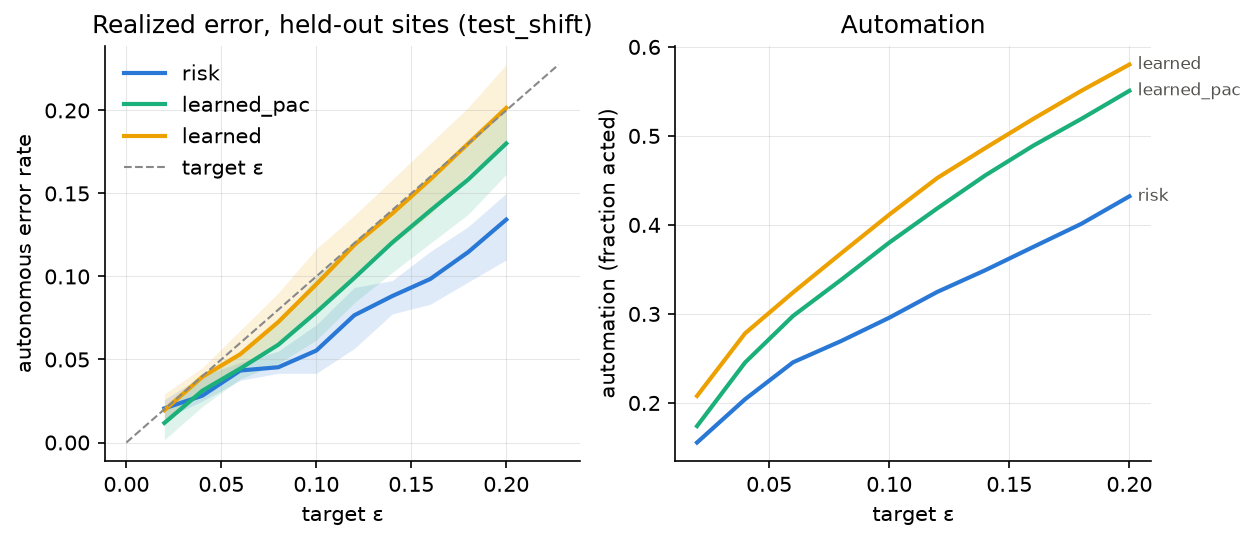 Realized error, held-out sites (test_shift)
risk
learned_pac
learned
target ε
autonomous error rate
0.20
0.15
0.10
0.05
0.00
0.00 0.05 0.10 0.15 0.20
target ε
Automation
automation (fraction acted)
0.6
0.5
0.4
0.3
0.2
learned
learned_pac
risk
0.05 0.10 0.15 0.20
target ε